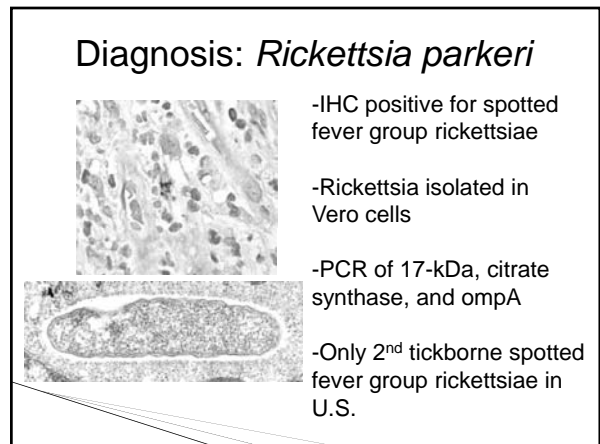 Diagnosis: Rickettsia parkeri
-IHC positive for spotted
fever group rickettsiae
-Rickettsia isolated in
Vero cells
-PCR of 17-kDa, citrate
synthase, and ompA
-Only 2nd tickborne spotted
fever group rickettsiae in
U.S.